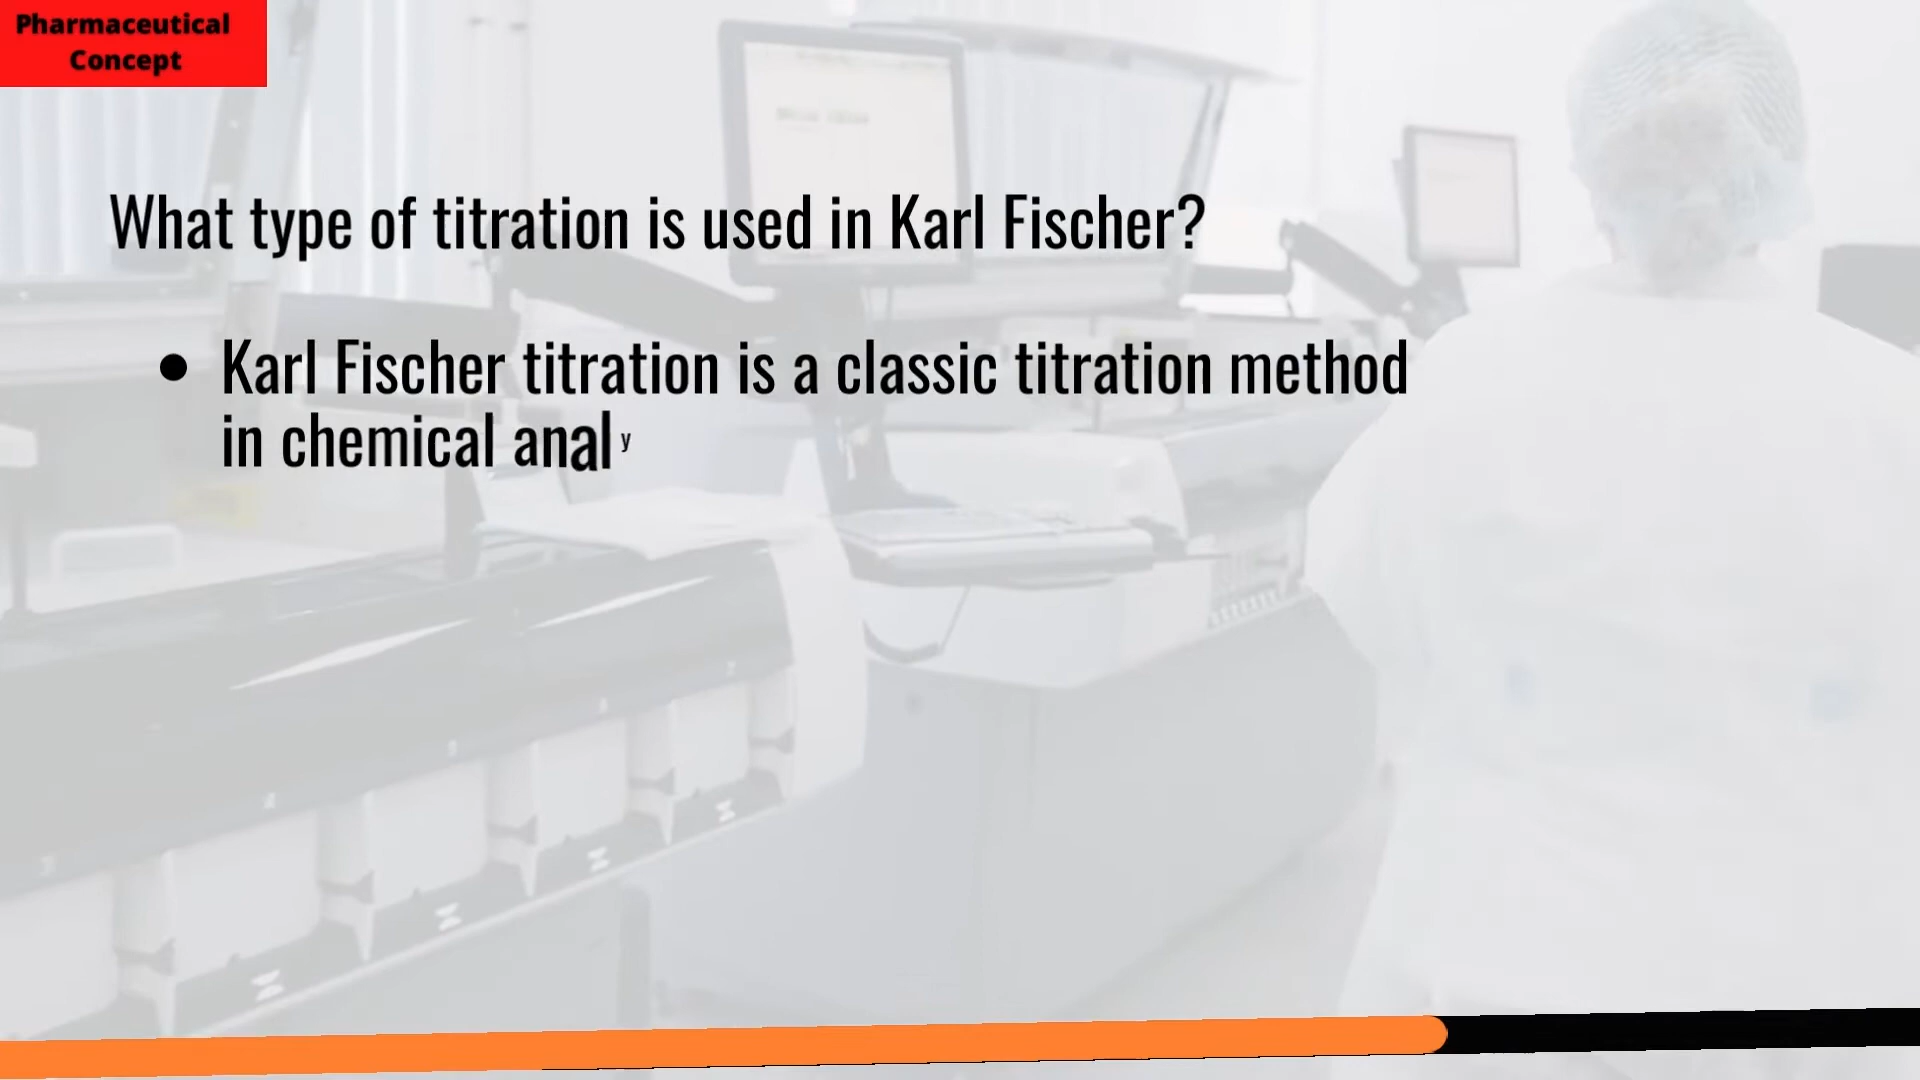 Pharmaceutical
Concept
What type of titration is used in Karl Fischer?
● Karl Fischer titration is a classic titration method
in chemical analy